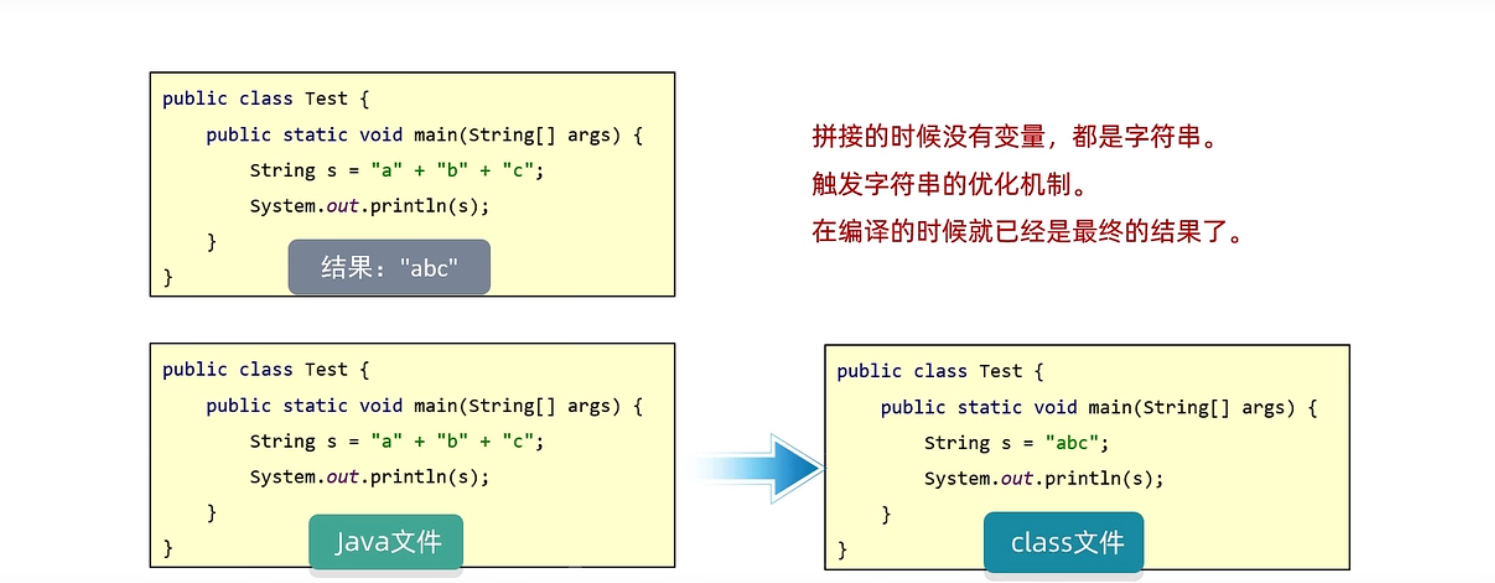 public class Test {
public static void main(String[] args) {
String s = "a" + "b" + "c";
System.out.println(s);
}
}
结果："abc"
拼接的时候没有变量，都是字符串。
触发字符串的优化机制。
在编译的时候就已经是最终的结果了。
public class Test {
public static void main(String[] args) {
String s = "a" + "b" + "c";
System.out.println(s);
}
}
Java文件
public class Test {
public static void main(String[] args) {
String s = "abc";
System.out.println(s);
}
}
class文件